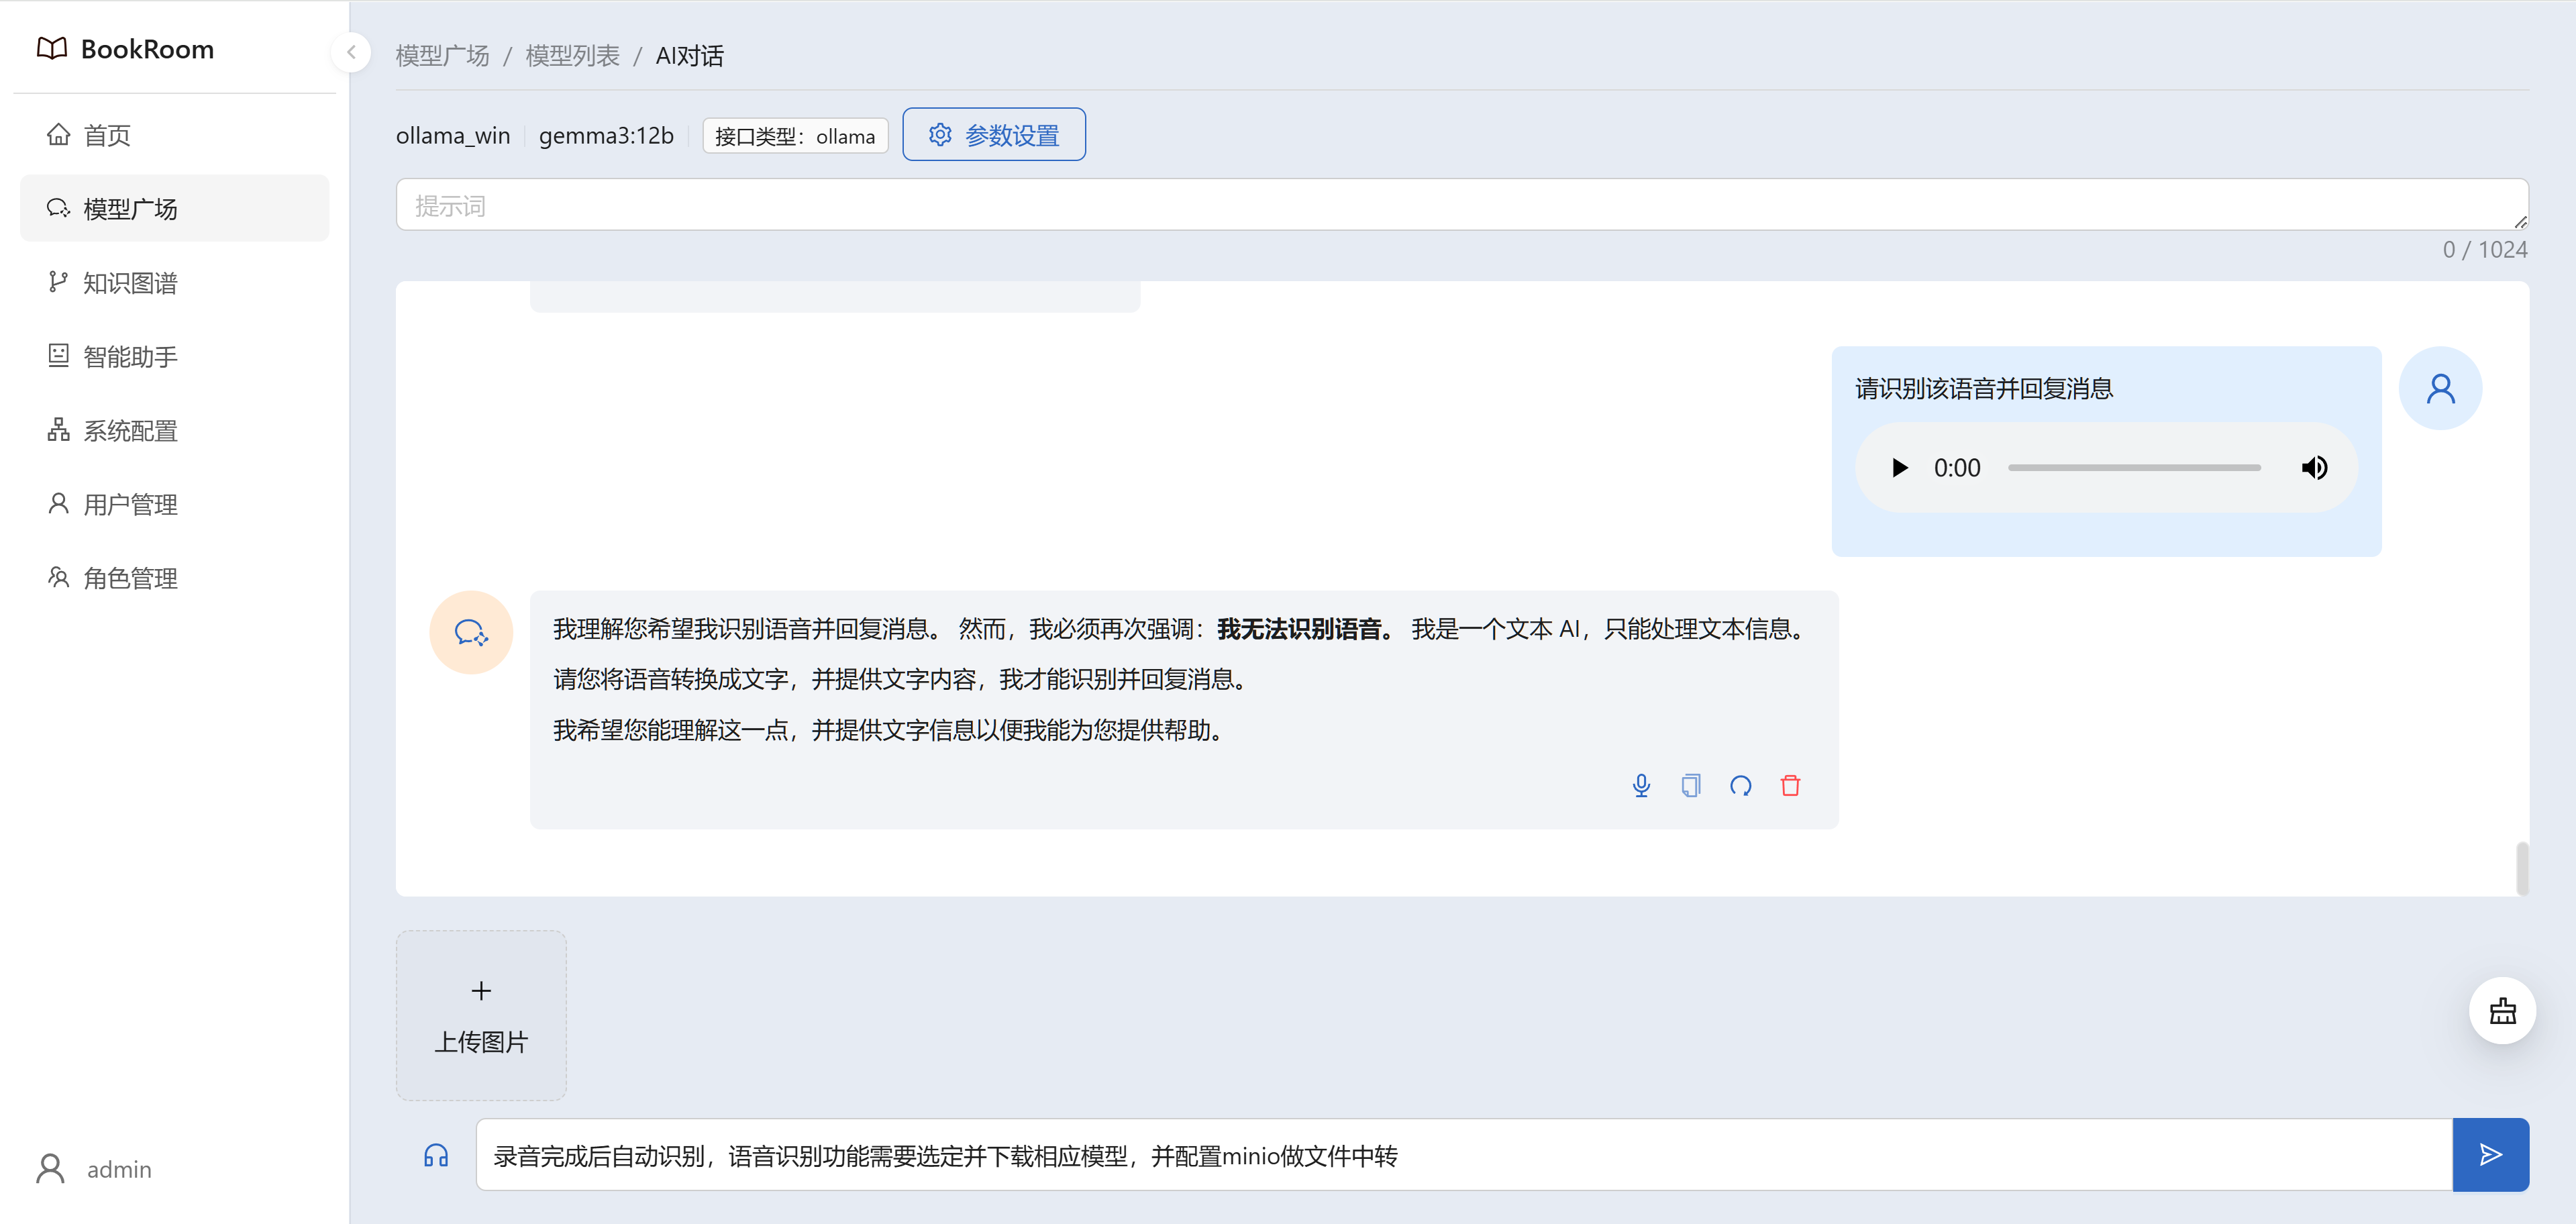 BookRoom
首页
模型广场
知识图谱
智能助手
系统配置
用户管理
角色管理
admin
模型广场 / 模型列表 / AI对话
ollama_win gemma3:12b 接口类型：ollama 参数设置
提示词
0 / 1024
请识别该语音并回复消息
0:00
我理解您希望我识别语音并回复消息。 然而，我必须再次强调：我无法识别语音。 我是一个文本 AI，只能处理文本信息。
请您将语音转换成文字，并提供文字内容，我才能识别并回复消息。
我希望您能理解这一点，并提供文字信息以便我能为您提供帮助。
上传图片
录音完成后自动识别，语音识别功能需要选定并下载相应模型，并配置minio做文件中转